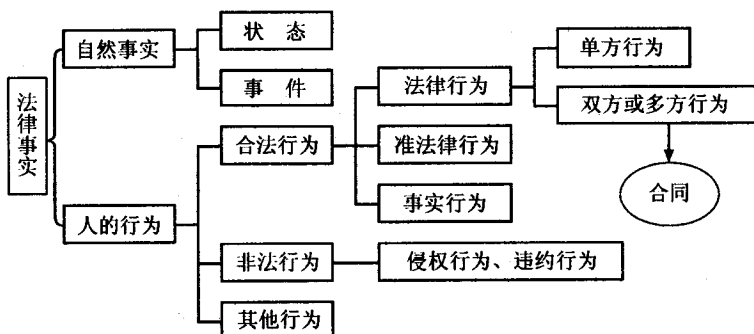 法律事实
自然事实
状态
事件
人的行为
合法行为
法律行为
单方行为
双方或多方行为
合同
准法律行为
事实行为
非法行为
侵权行为、违约行为
其他行为